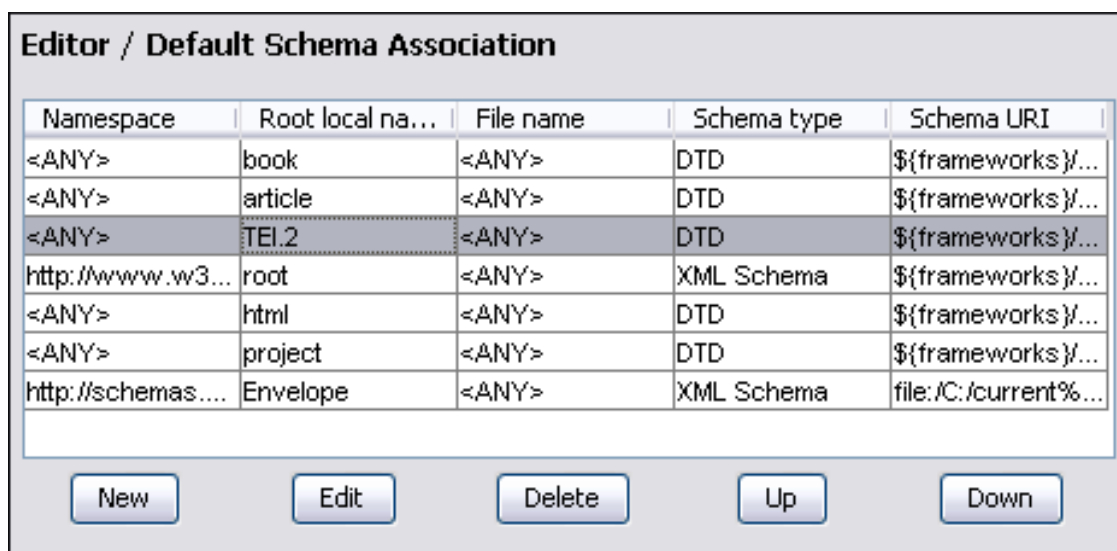 Editor / Default Schema Association
Namespace Root local na... File name Schema type Schema URI
<ANY> book <ANY> DTD ${frameworks}/...
<ANY> article <ANY> DTD ${frameworks}/...
<ANY> TEI.2 <ANY> DTD ${frameworks}/...
http://www.w3... root <ANY> XML Schema ${frameworks}/...
<ANY> html <ANY> DTD ${frameworks}/...
<ANY> project <ANY> DTD ${frameworks}/...
http://schemas.... Envelope <ANY> XML Schema file:/C:/current%...
New Edit Delete Up Down